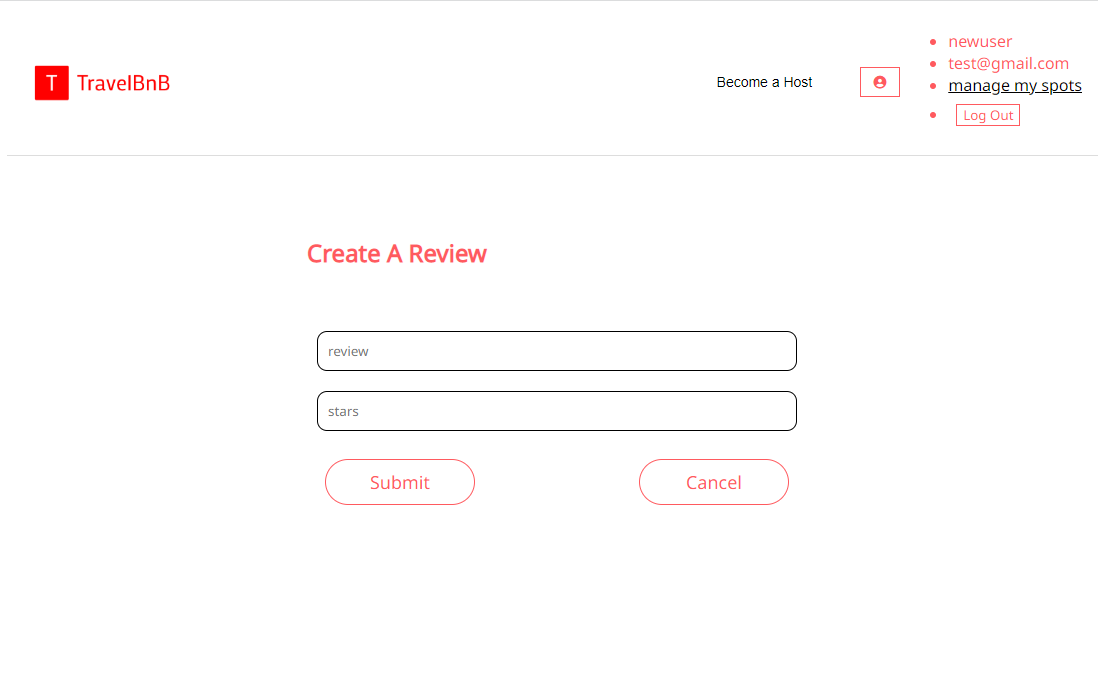 T TravelBnB
Become a Host
newuser
test@gmail.com
manage my spots
Log Out
Create A Review
review
stars
Submit
Cancel